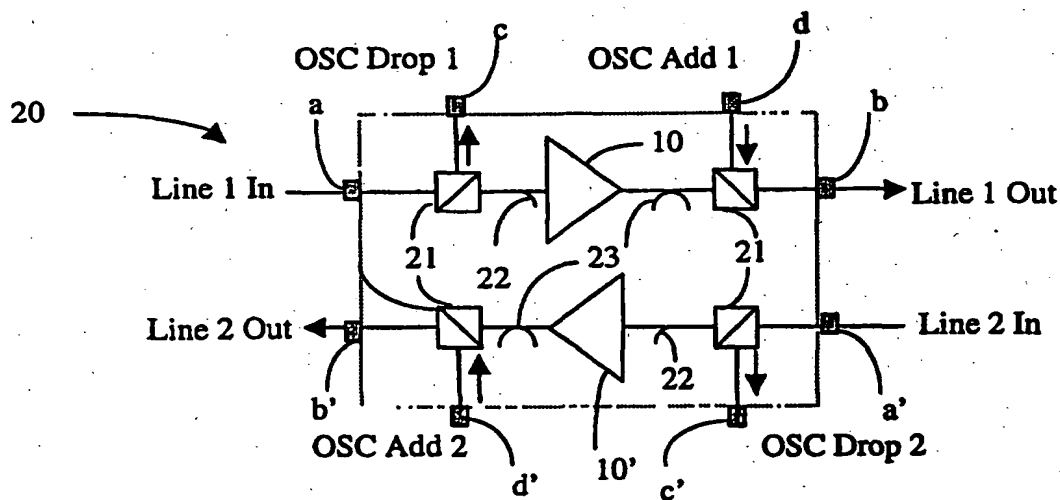 c
d
OSC Drop 1
OSC Add 1
20
a
10
b
Line 1 In
Line 1 Out
21
22
23
21
Line 2 Out
Line 2 In
22
b'
a'
OSC Add 2
OSC Drop 2
d'
10'
c'